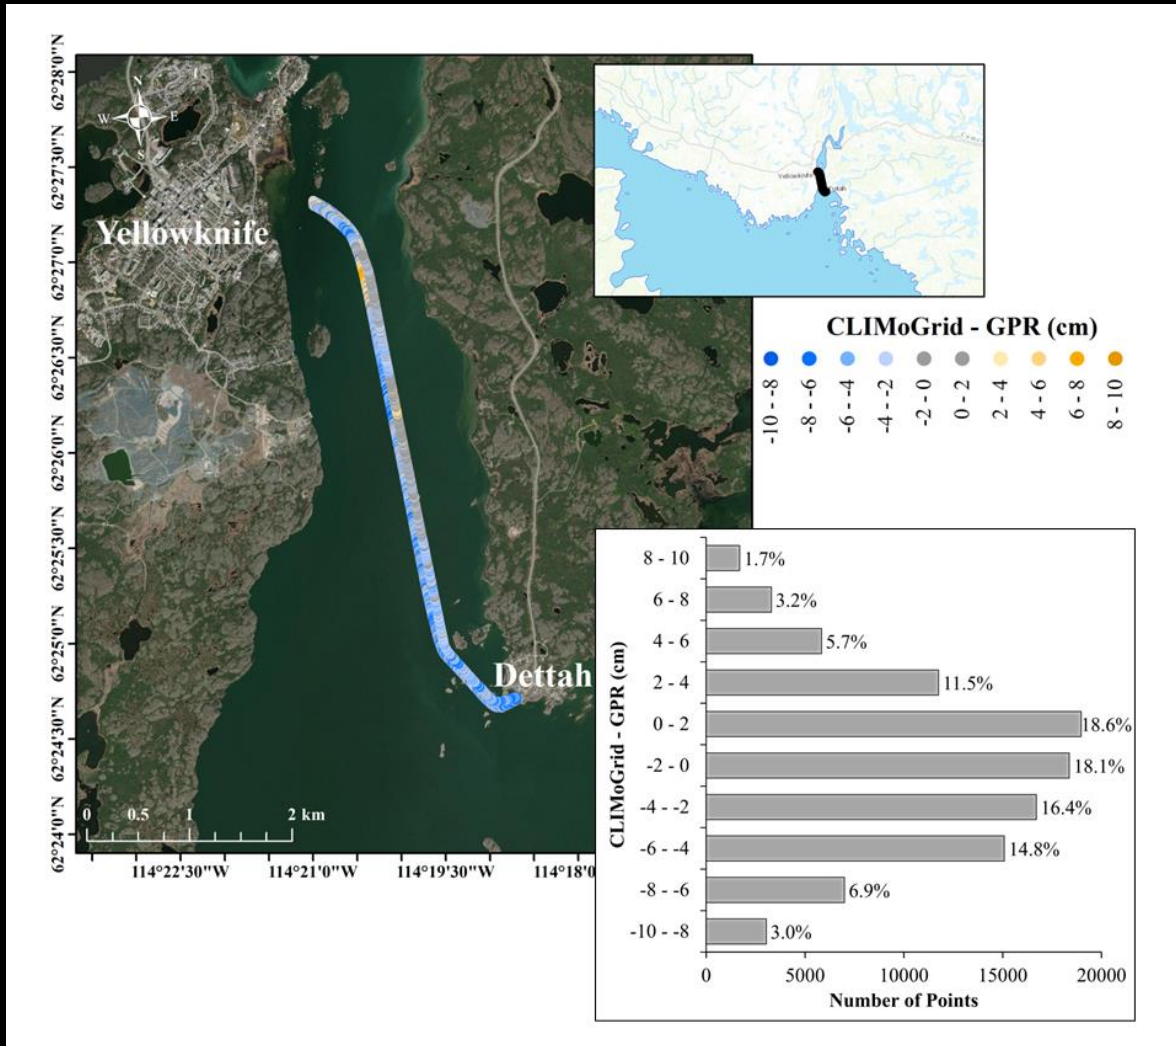 62°28'0"N
62°27'30"N
62°27'0"N
62°26'30"N
62°26'0"N
62°25'30"N
62°25'0"N
62°24'30"N
62°24'0"N
N
W E
S
Yellowknife
Dettah
0 0.5 1 2 km
114°22'30"W 114°21'0"W 114°19'30"W 114°18'0
Yellowknife
Dettah
CLIMoGrid - GPR (cm)
-10 - -8
-8 - -6
-6 - -4
-4 - -2
-2 - 0
0 - 2
2 - 4
4 - 6
6 - 8
8 - 10
CLIMoGrid - GPR (cm)
8 - 10 1.7%
6 - 8 3.2%
4 - 6 5.7%
2 - 4 11.5%
0 - 2 18.6%
-2 - 0 18.1%
-4 - -2 16.4%
-6 - -4 14.8%
-8 - -6 6.9%
-10 - -8 3.0%
0 5000 10000 15000 20000
Number of Points